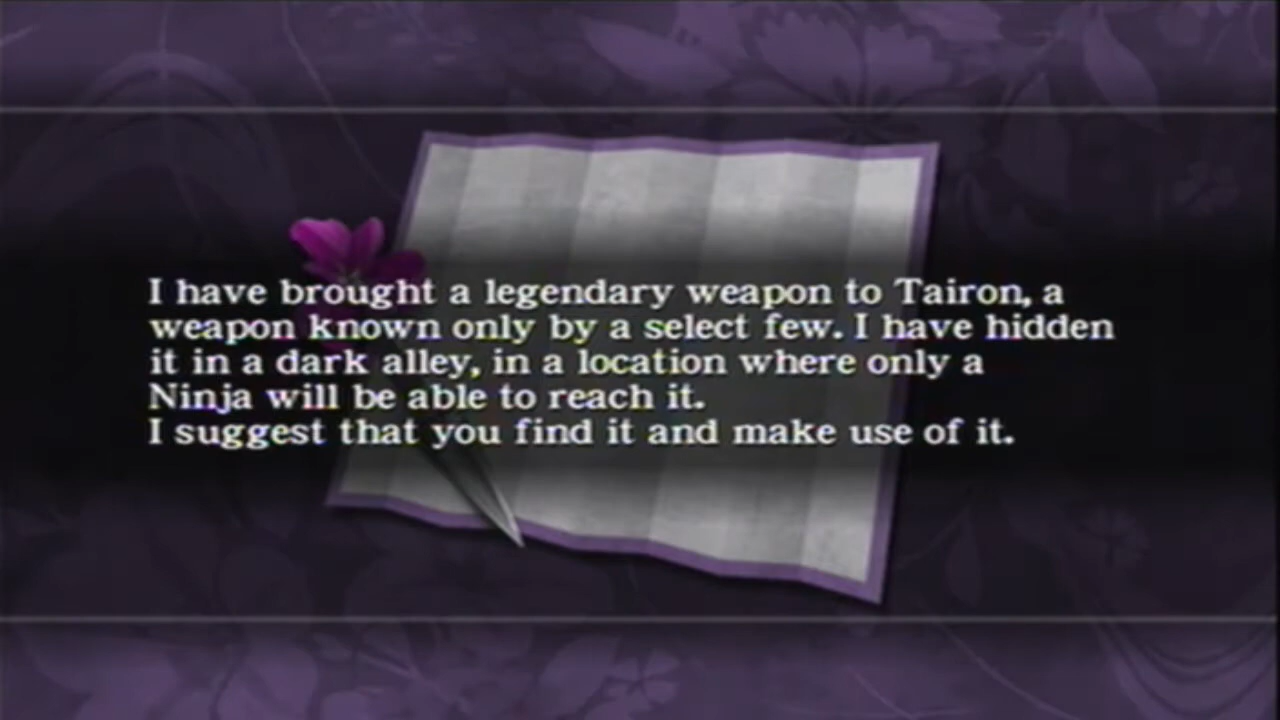 I have brought a legendary weapon to Tairon, a
weapon known only by a select few. I have hidden
it in a dark alley, in a location where only a
Ninja will be able to reach it.
I suggest that you find it and make use of it.